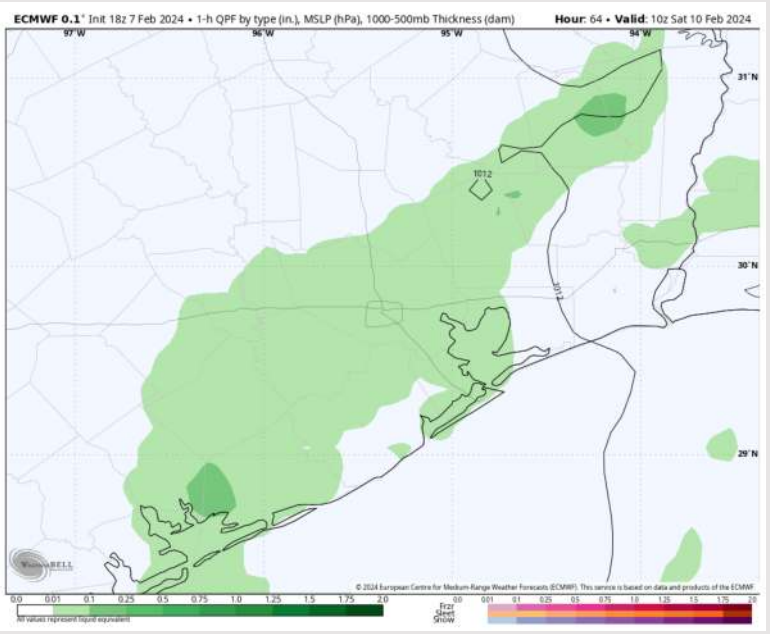 ECMWF 0.1° Init 18z 7 Feb 2024 • 1-h QPF by type (in.), MSLP (hPa), 1000-500mb Thickness (dam) Hour: 64 • Valid: 10z Sat 10 Feb 2024
97°W 96°W 95°W 94°W
31°N
1012
30°N
1012
29°N
WeatherBELL
© 2024 European Centre for Medium-Range Weather Forecasts (ECMWF). This service is based on data and products of the ECMWF
0.0 0.01 0.1 0.25 0.5 0.75 1.0 1.25 1.5 1.75 2.0
0.0 0.01 0.1 0.25 0.5 0.75 1.0 1.25 1.5 1.75 2.0
All values represent liquid equivalent
Frzr
Sleet
Snow